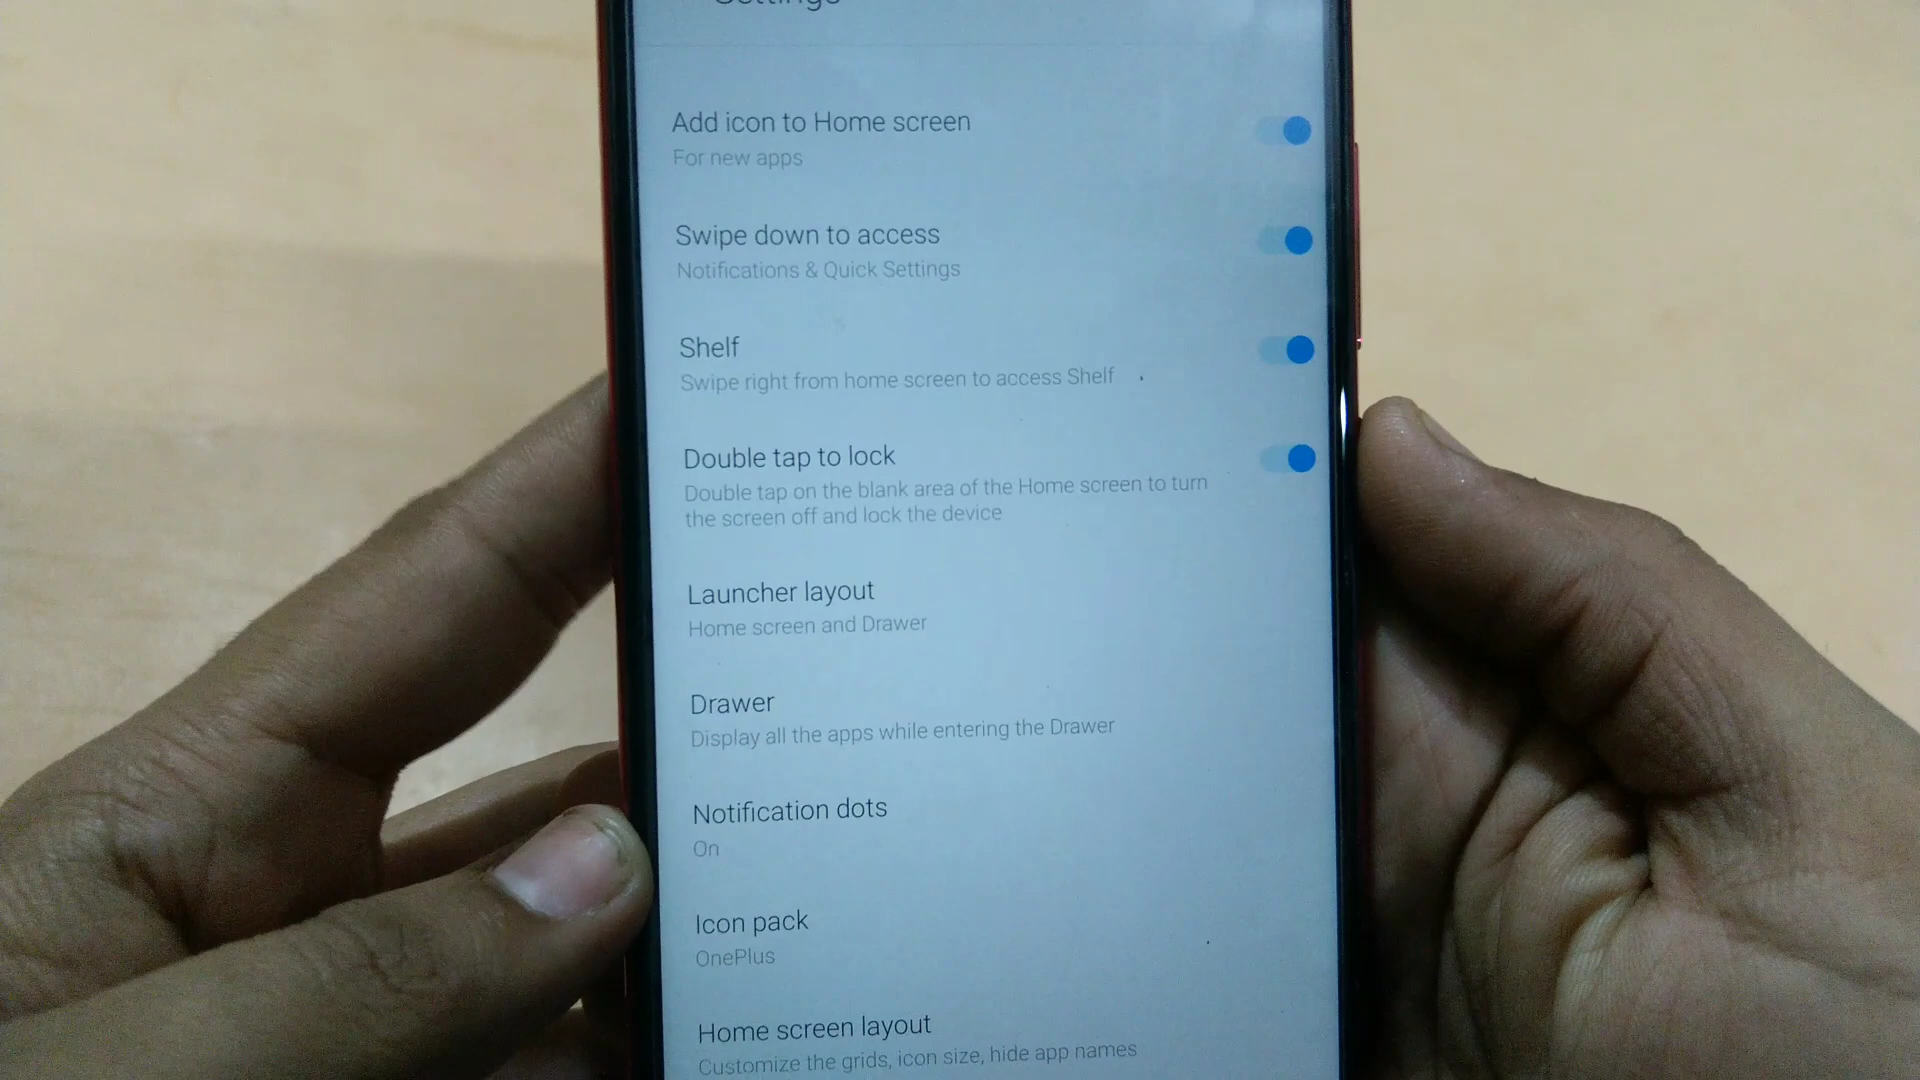 Settings
Add icon to Home screen
For new apps
Swipe down to access
Notifications & Quick Settings
Shelf
Swipe right from home screen to access Shelf
Double tap to lock
Double tap on the blank area of the Home screen to turn
the screen off and lock the device
Launcher layout
Home screen and Drawer
Drawer
Display all the apps while entering the Drawer
Notification dots
On
Icon pack
OnePlus
Home screen layout
Customize the grids, icon size, hide app names